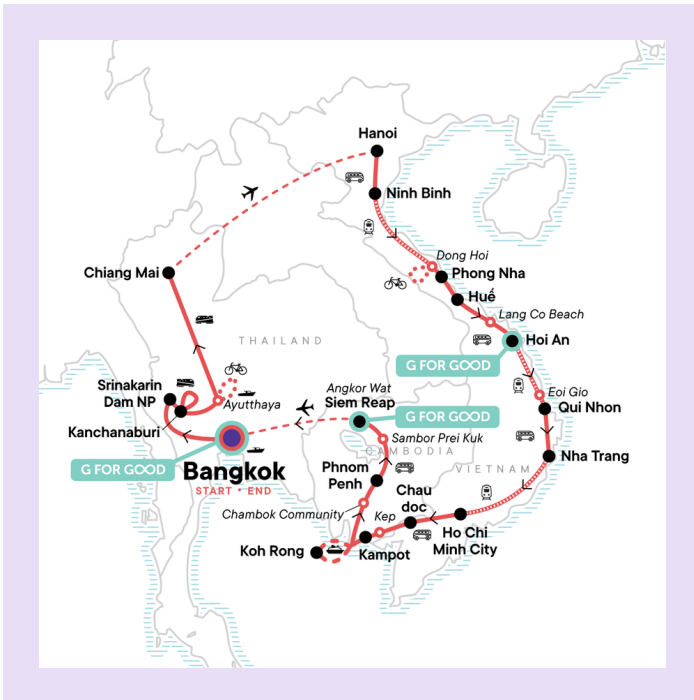 Hanoi
Ninh Binh
Dong Hoi
Chiang Mai
Phong Nha
Huế
Lang Co Beach
THAILAND
Hoi An
G FOR GOOD
Srinakarin
Dam NP
Ayutthaya
Angkor Wat
Siem Reap
G FOR GOOD
Eoi Gio
Qui Nhon
Kanchanaburi
Sambor Prei Kuk
CAMBODIA
Nha Trang
G FOR GOOD
Bangkok
START • END
Phnom
Penh
VIETNAM
Chau
doc
Chambok Community
Kep
Ho Chi
Minh City
Koh Rong
Kampot